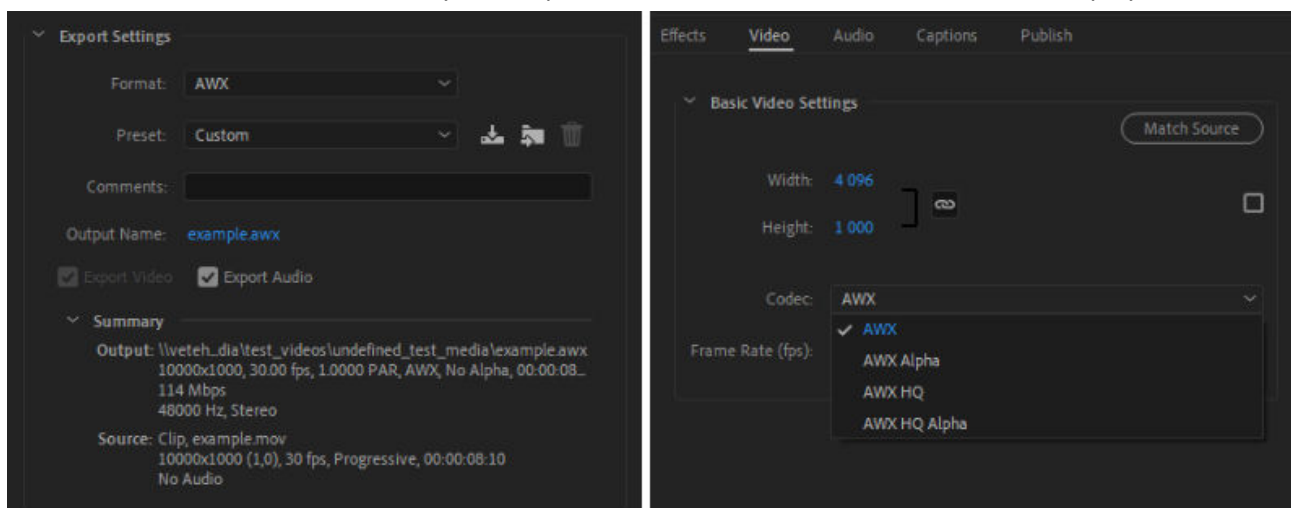 Export Settings
Format: AWX
Preset: Custom
Comments:
Output Name: example.awx
Export Video Export Audio
Summary
Output: \\veteh_dia\test_videos\undefined_test_media\example.awx
10000x1000, 30.00 fps, 1.0000 PAR, AWX, No Alpha, 00:00:08...
114 Mbps
48000 Hz, Stereo
Source: Clip, example.mov
10000x1000 (1,0), 30 fps, Progressive, 00:00:08:10
No Audio
Effects Video Audio Captions Publish
Basic Video Settings
Match Source
Width: 4 096
Height: 1 000
Codec: AWX
AWX
Frame Rate (fps):
AWX Alpha
AWX HQ
AWX HQ Alpha